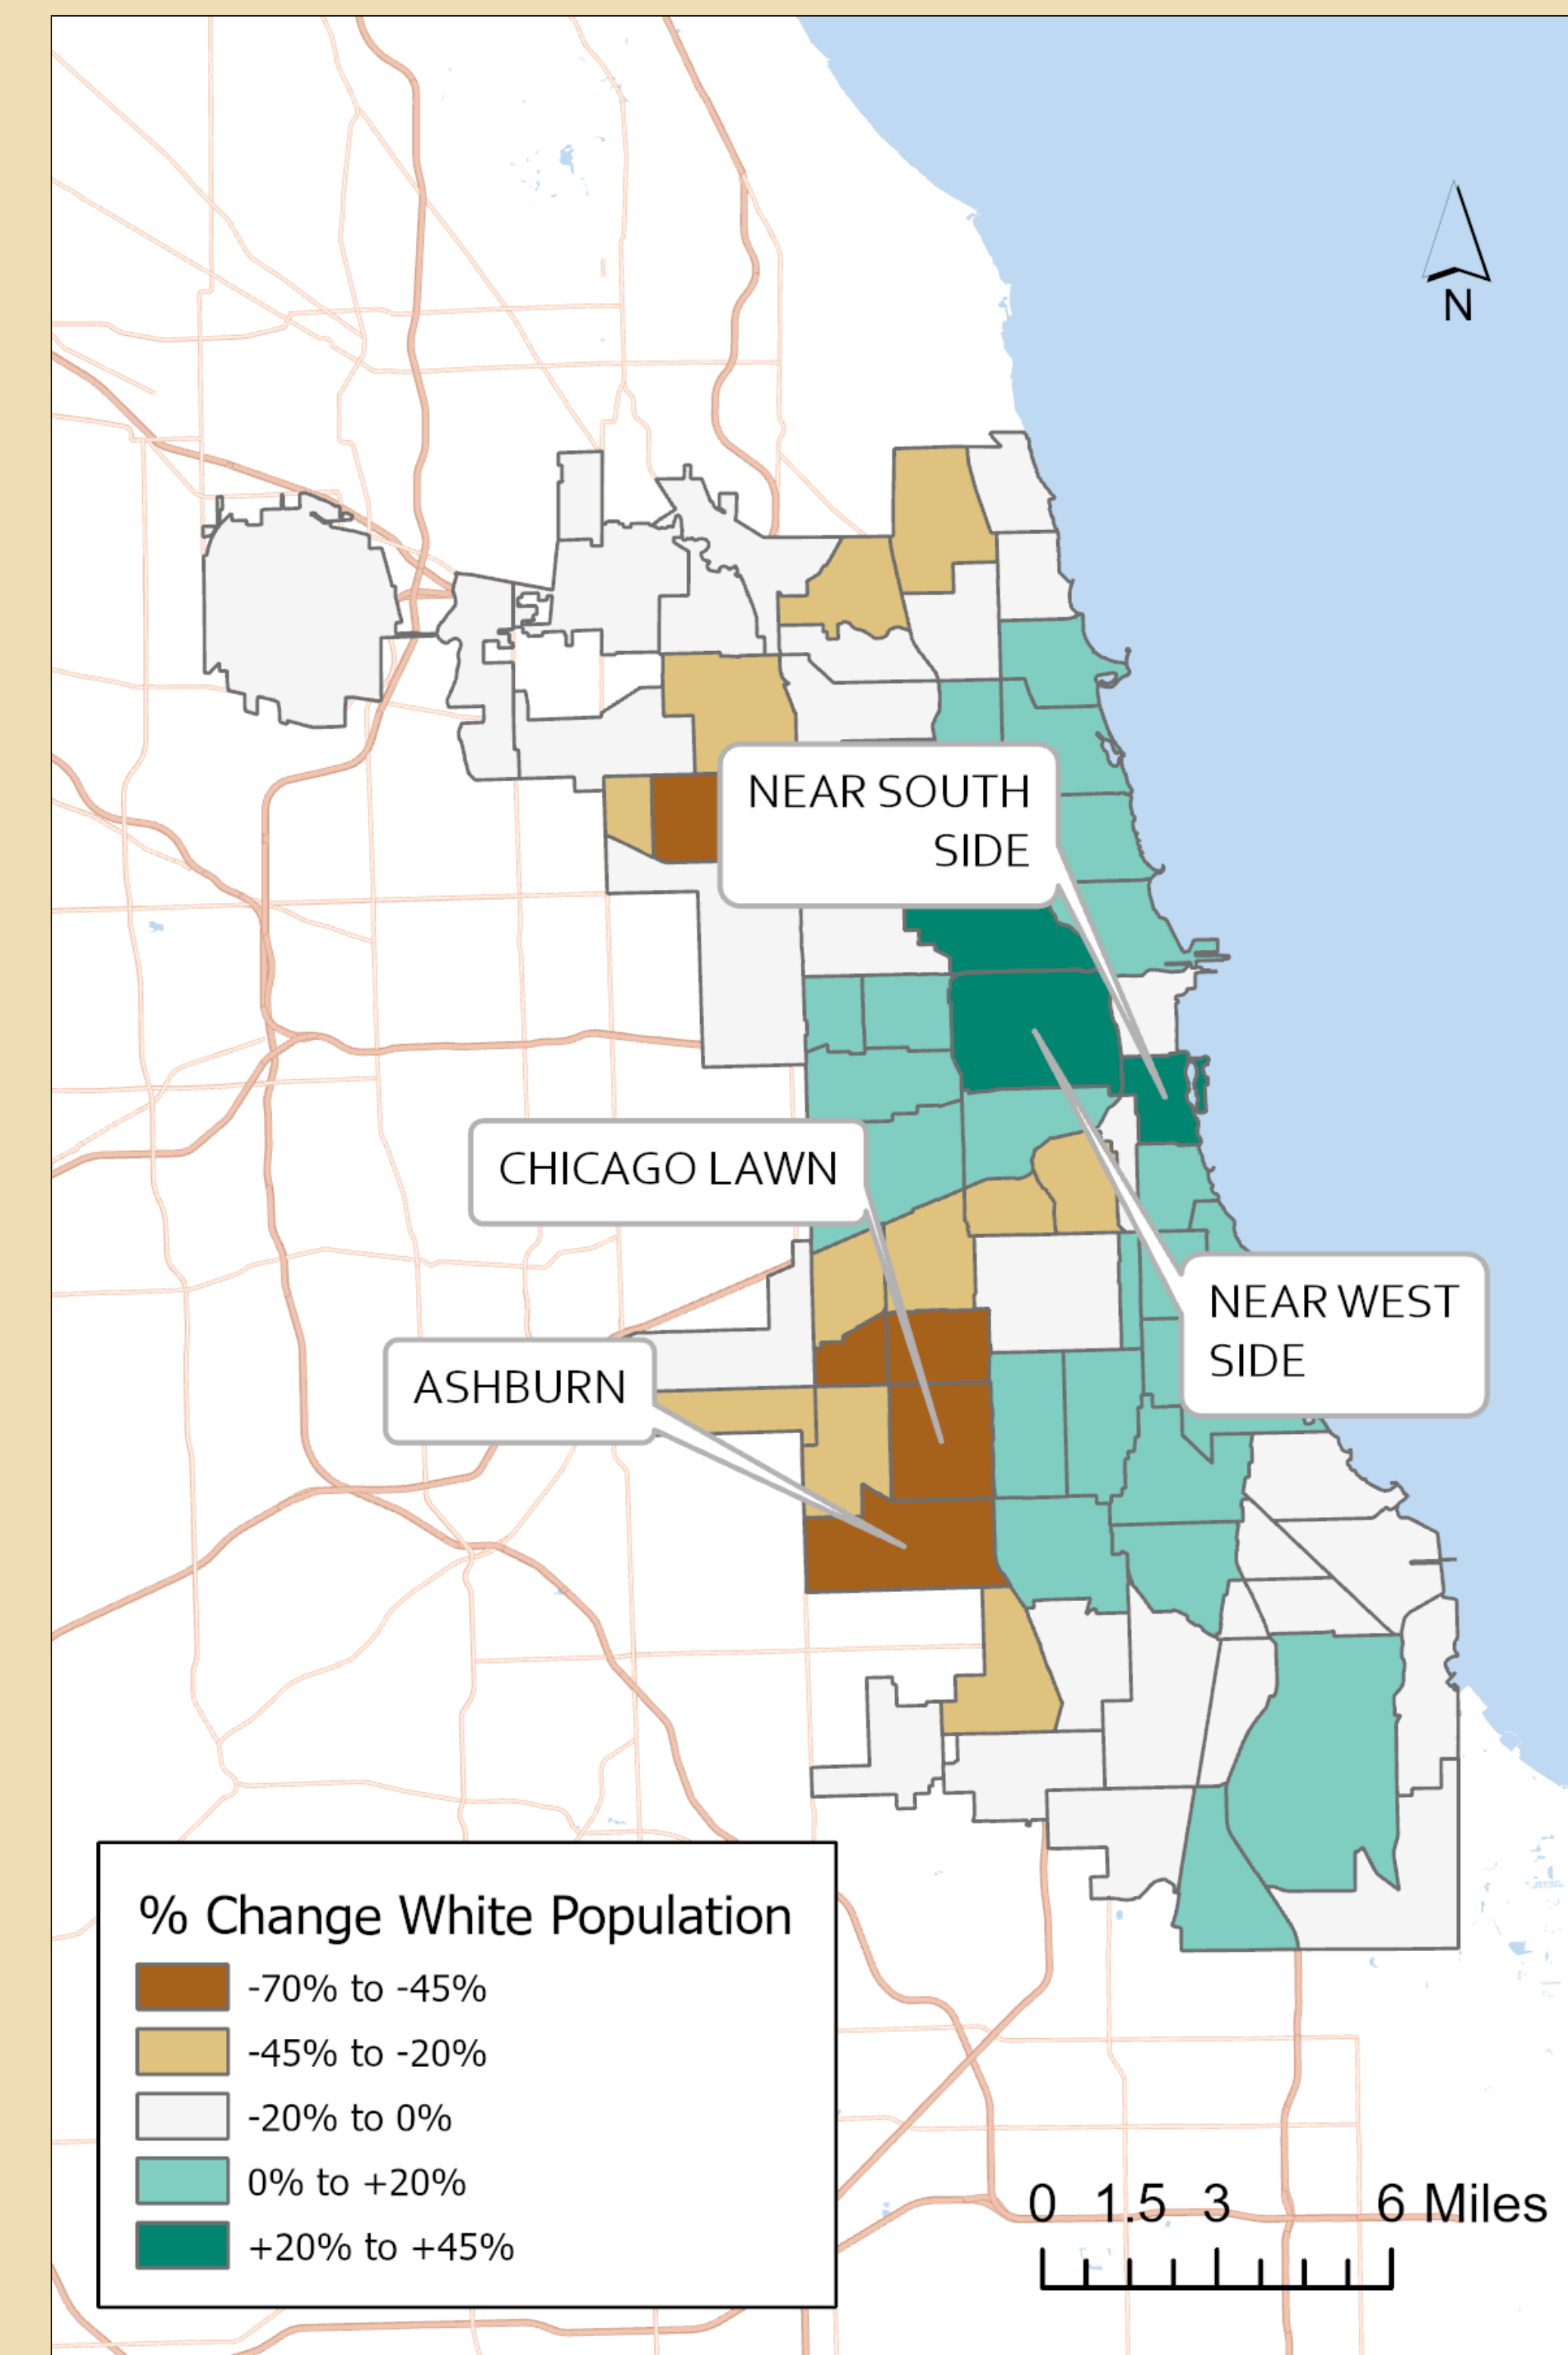 N
NEAR SOUTH
SIDE
CHICAGO LAWN
NEAR WEST
SIDE
ASHBURN
% Change White Population
-70% to -45%
-45% to -20%
-20% to 0%
0% to +20%
+20% to +45%
0 1.5 3 6 Miles